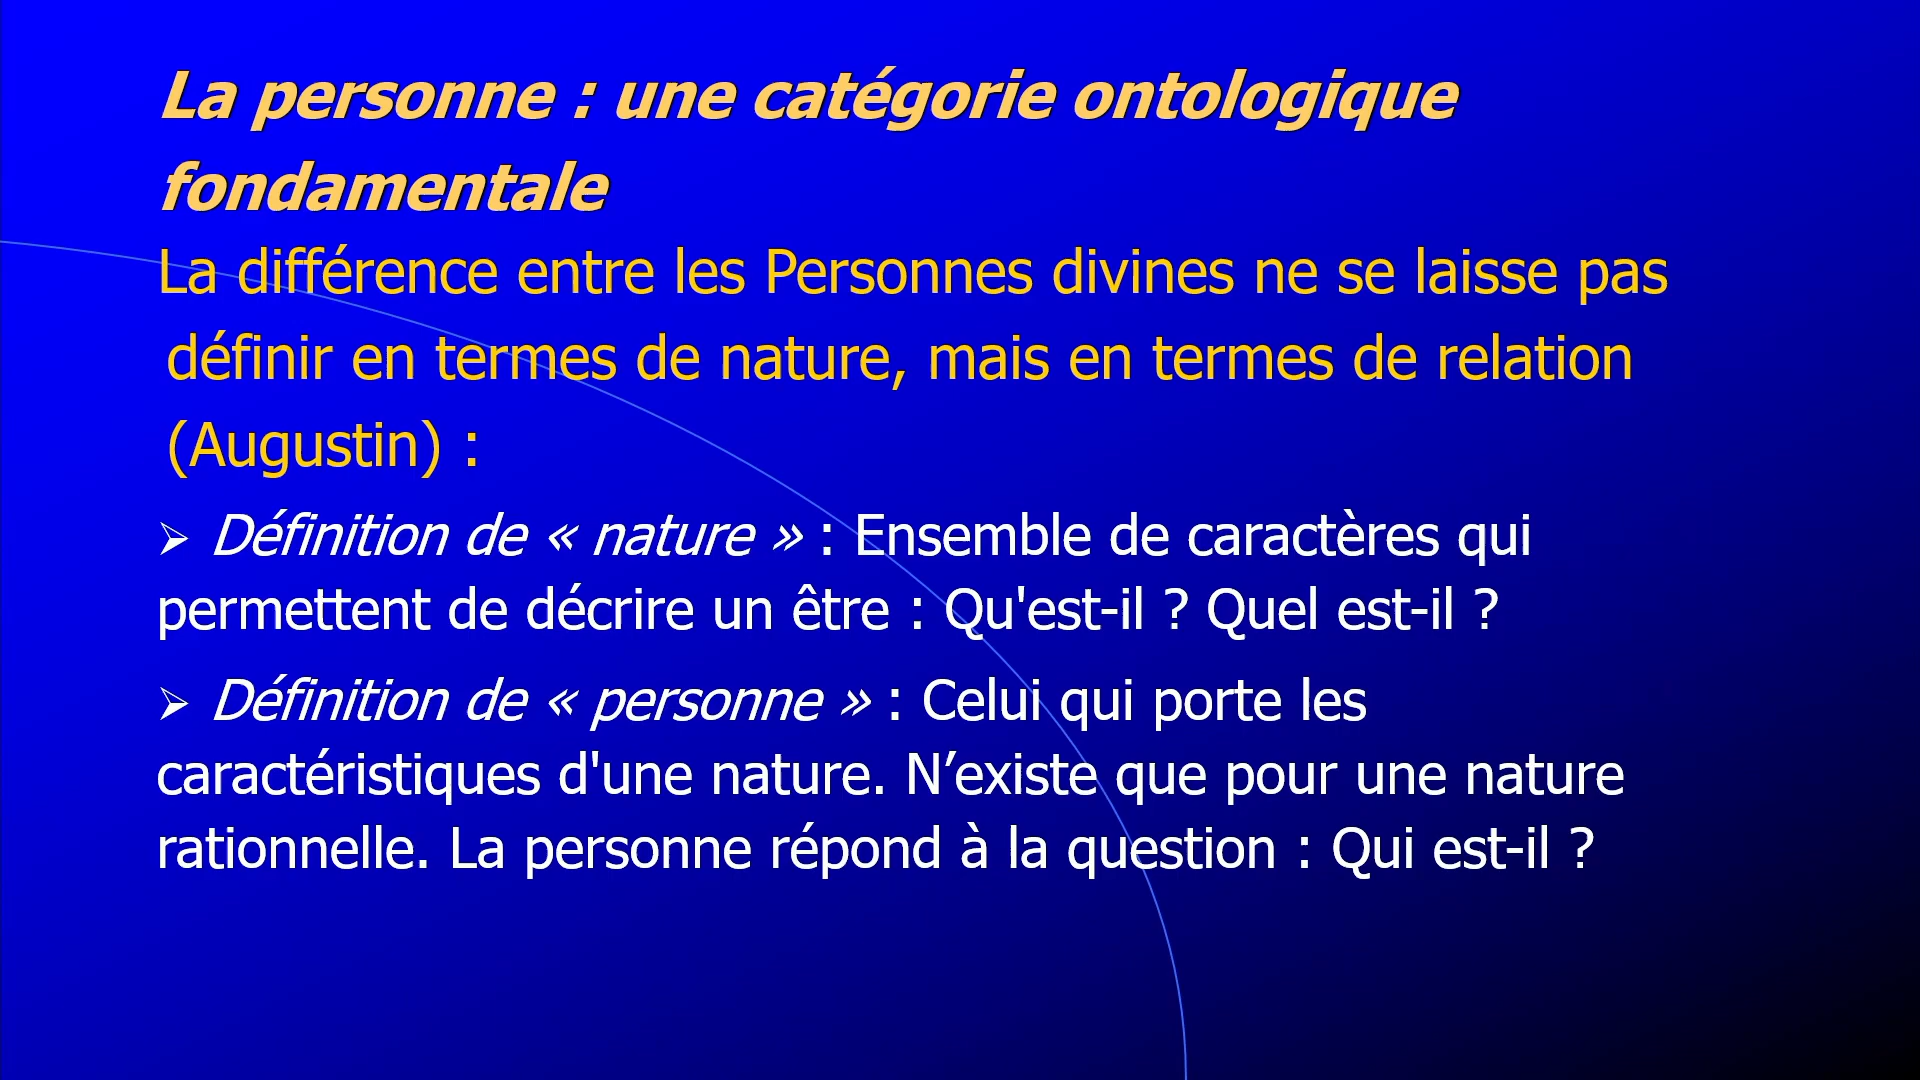 La personne : une catégorie ontologique
fondamentale
La différence entre les Personnes divines ne se laisse pas
définir en termes de nature, mais en termes de relation
(Augustin) :
➢ Définition de « nature » : Ensemble de caractères qui
permettent de décrire un être : Qu'est-il ? Quel est-il ?
➢ Définition de « personne » : Celui qui porte les
caractéristiques d'une nature. N’existe que pour une nature
rationnelle. La personne répond à la question : Qui est-il ?